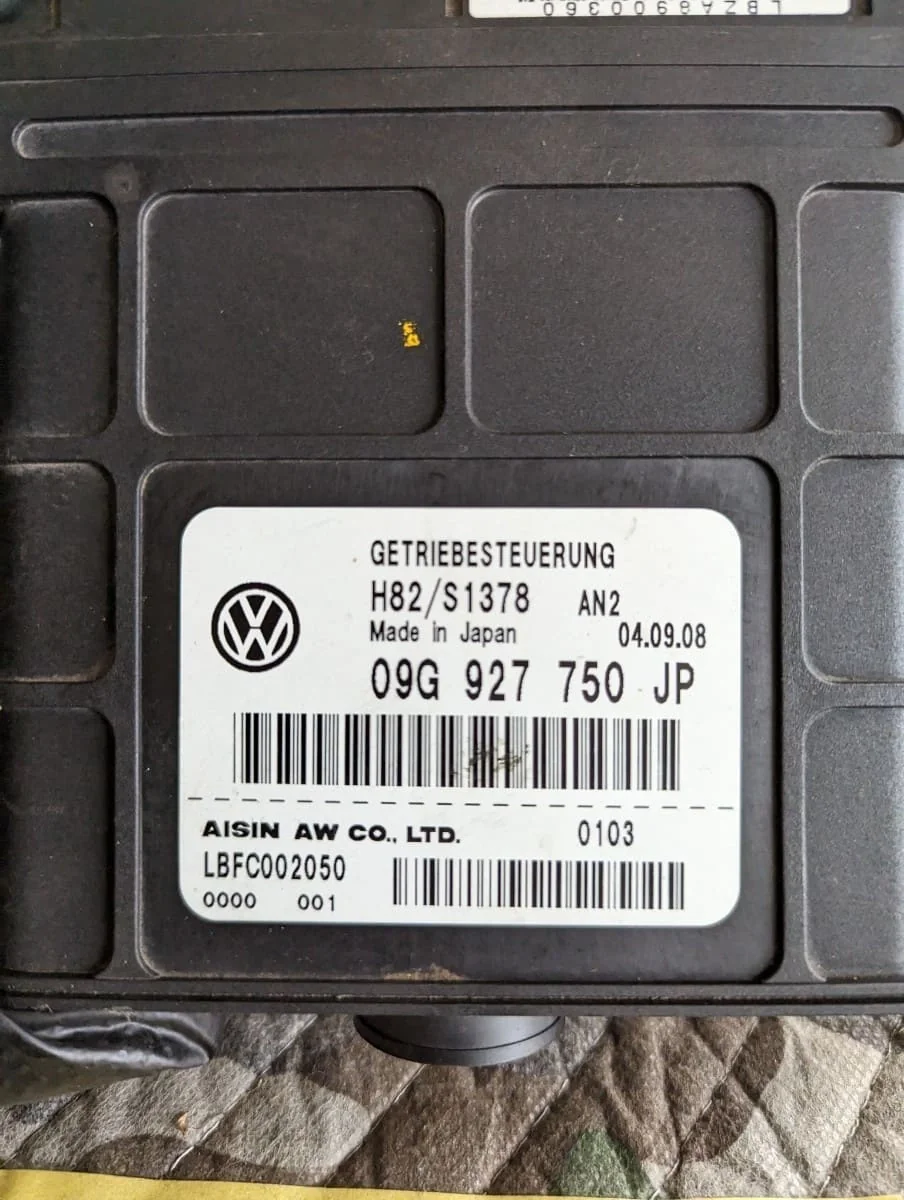 LBZA8900360
GETRIEBESTEUERUNG
H82/S1378 AN2
Made in Japan 04.09.08
09G 927 750 JP
AISIN AW CO., LTD. 0103
LBFC002050
0000 001